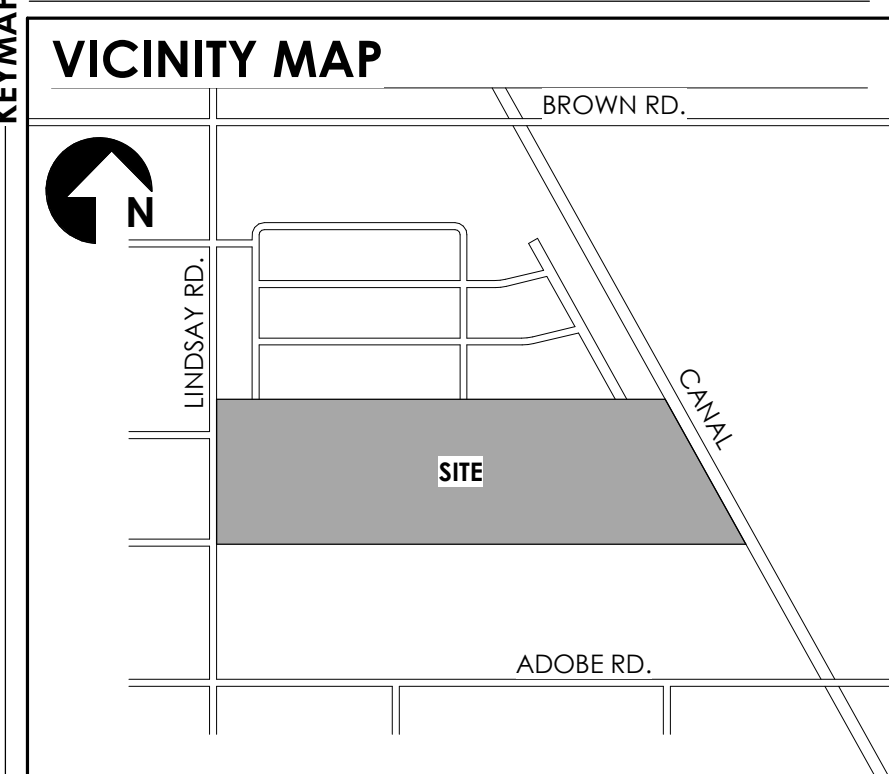 KEYMAP
VICINITY MAP
BROWN RD.
N
LINDSAY RD.
CANAL
SITE
ADOBE RD.